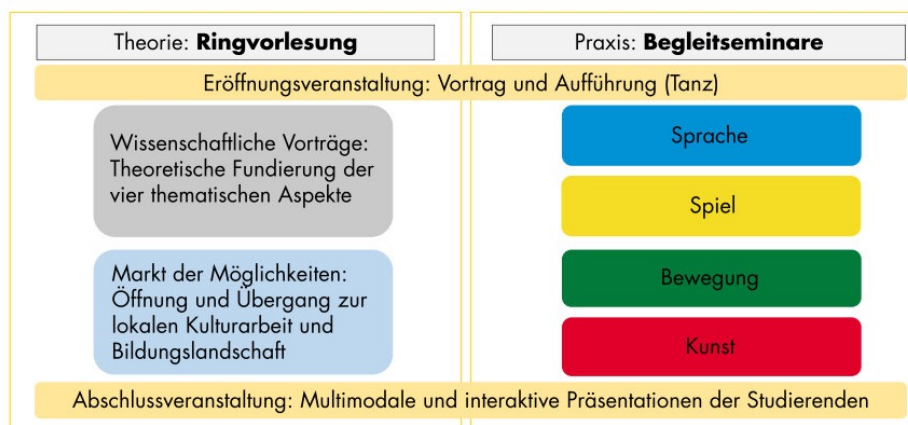 Theorie: Ringvorlesung
Praxis: Begleitseminare
Eröffnungsveranstaltung: Vortrag und Aufführung (Tanz)
Wissenschaftliche Vorträge:
Theoretische Fundierung der
vier thematischen Aspekte
Markt der Möglichkeiten:
Öffnung und Übergang zur
lokalen Kulturarbeit und
Bildungslandschaft
Sprache
Spiel
Bewegung
Kunst
Abschlussveranstaltung: Multimodale und interaktive Präsentationen der Studierenden